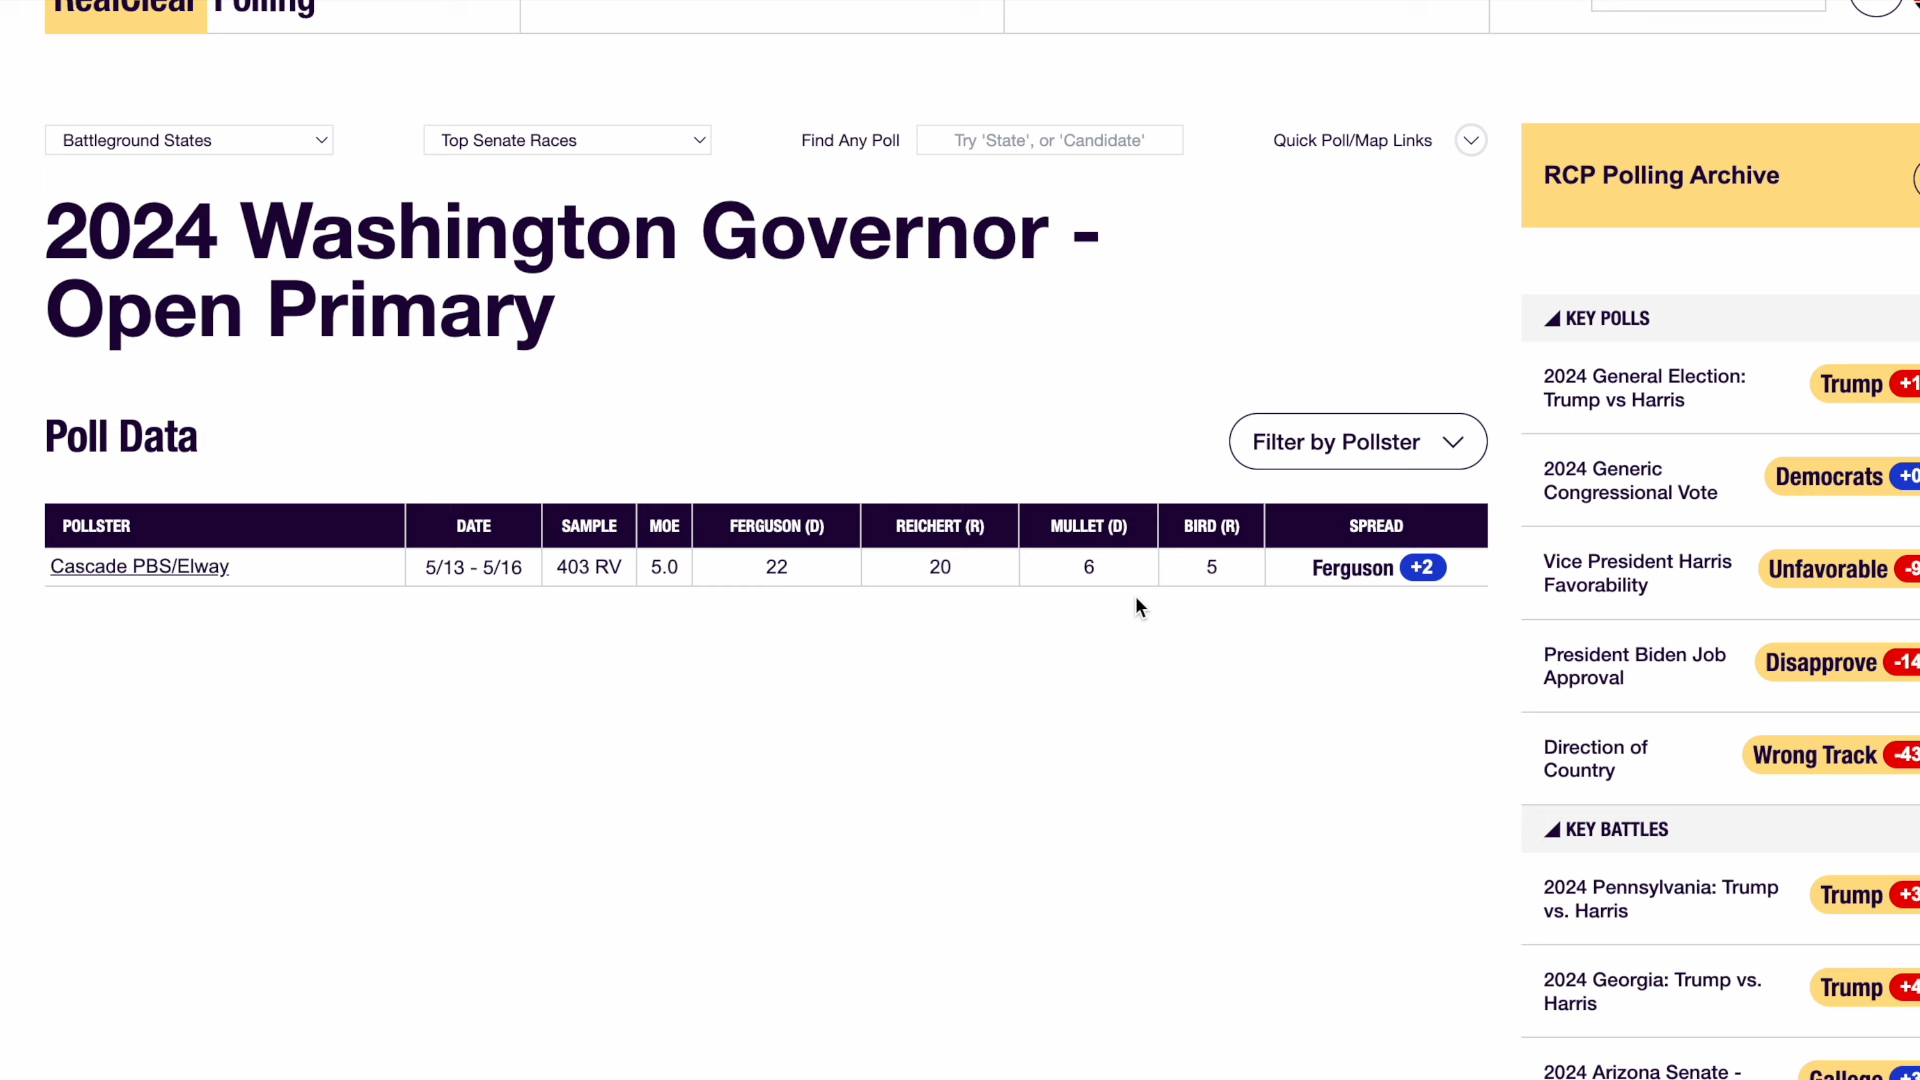 RealClear Polling
Battleground States
Top Senate Races
Find Any Poll
Try 'State', or 'Candidate'
Quick Poll/Map Links
2024 Washington Governor -
Open Primary
Poll Data
Filter by Pollster
POLLSTER DATE SAMPLE MOE FERGUSON (D) REICHERT (R) MULLET (D) BIRD (R) SPREAD
Cascade PBS/Elway 5/13 - 5/16 403 RV 5.0 22 20 6 5 Ferguson +2
RCP Polling Archive
KEY POLLS
2024 General Election:
Trump vs Harris
Trump
2024 Generic
Congressional Vote
Democrats
Vice President Harris
Favorability
Unfavorable
President Biden Job
Approval
Disapprove
Direction of
Country
Wrong Track
KEY BATTLES
2024 Pennsylvania: Trump
vs. Harris
Trump
2024 Georgia: Trump vs.
Harris
Trump
2024 Arizona Senate -
Gallego